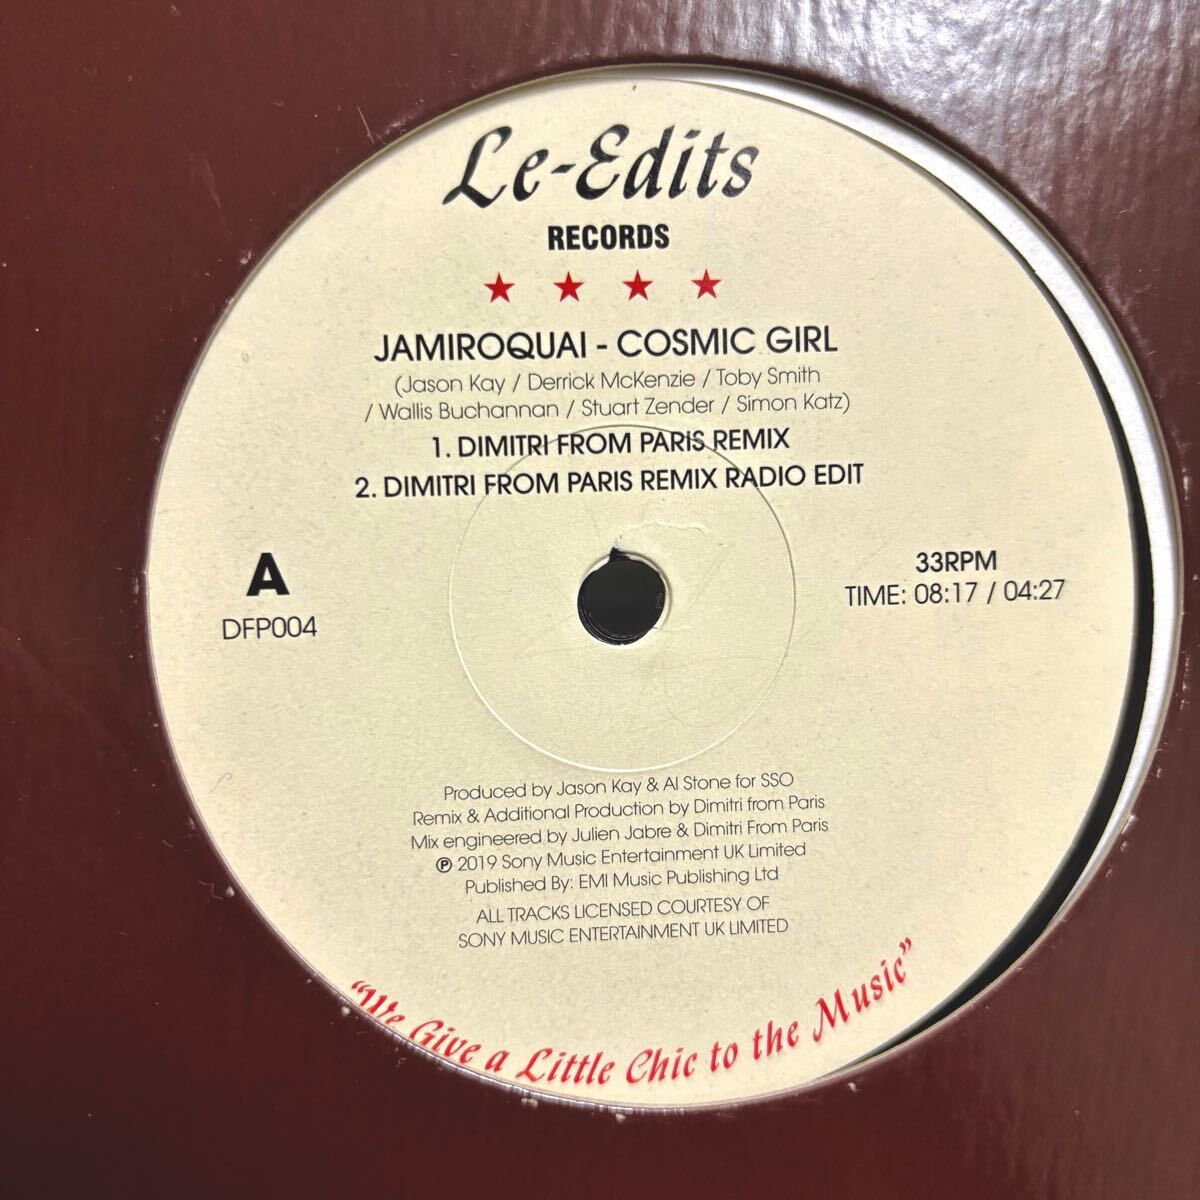 Le-Edits
RECORDS
JAMIROQUAI - COSMIC GIRL
(Jason Kay / Derrick McKenzie / Toby Smith
/ Wallis Buchannan / Stuart Zender / Simon Katz)
1. DIMITRI FROM PARIS REMIX
2. DIMITRI FROM PARIS REMIX RADIO EDIT
A
DFP004
33RPM
TIME: 08:17 / 04:27
Produced by Jason Kay & Al Stone for SSO
Remix & Additional Production by Dimitri from Paris
Mix engineered by Julien Jabre & Dimitri From Paris
℗ 2019 Sony Music Entertainment UK Limited
Published By: EMI Music Publishing Ltd
ALL TRACKS LICENSED COURTESY OF
SONY MUSIC ENTERTAINMENT UK LIMITED
"We Give a Little Chic to the Music"